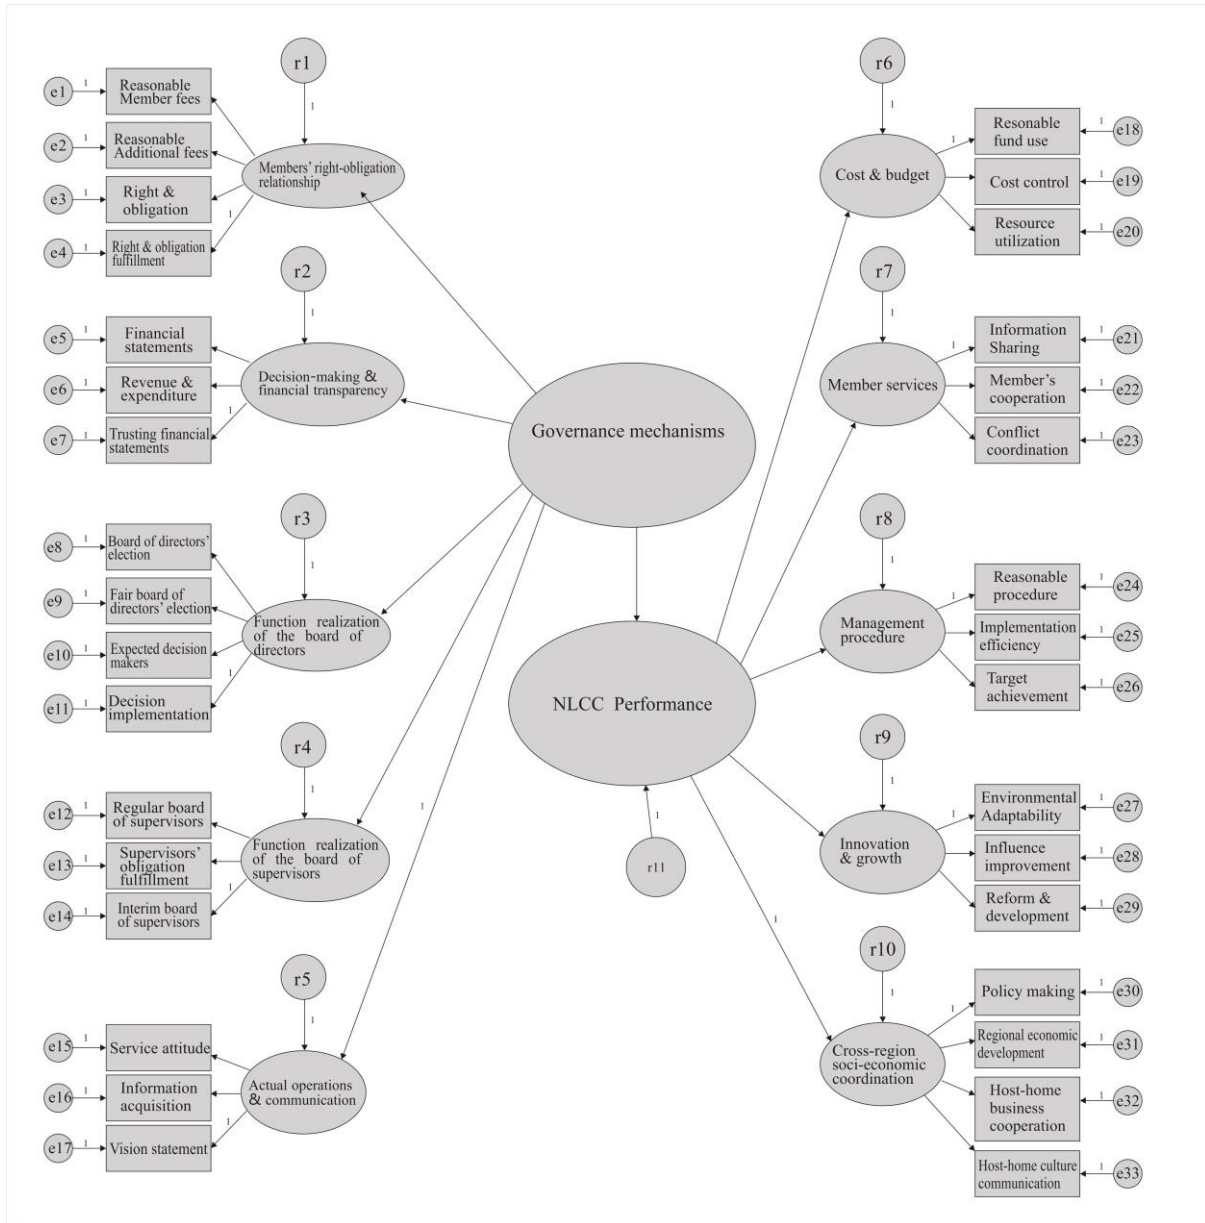 r1
e1
1
Reasonable
Member fees
1
e2
1
Reasonable
Additional fees
Members' right-obligation
relationship
e3
1
Right &
obligation
1
e4
1
Right & obligation
fulfillment
r2
1
e5
1
Financial
statements
e6
1
Revenue &
expenditure
Decision-making &
financial transparency
1
e7
1
Trusting financial
statements
r3
1
e8
1
Board of directors'
election
e9
1
Fair board of
directors' election
Function realization
of the board of
directors
e10
1
Expected decision
makers
1
e11
1
Decision
implementation
r4
1
e12
1
Regular board
of supervisors
e13
1
Supervisors'
obligation
fulfillment
Function realization
of the board of
supervisors
1
e14
1
Interim board
of supervisors
r5
1
e15
1
Service attitude
e16
1
Information
acquisition
Actual operations
& communication
1
e17
1
Vision statement
Governance mechanisms
1
NLCC Performance
1
r11
1
r6
1
Cost & budget
1
Resonable
fund use
1
e18
Cost control
1
e19
Resource
utilization
1
e20
r7
1
Member services
1
Information
Sharing
1
e21
Member's
cooperation
1
e22
Conflict
coordination
1
e23
r8
1
Management
procedure
1
Reasonable
procedure
1
e24
Implementation
efficiency
1
e25
Target
achievement
1
e26
r9
1
Innovation
& growth
1
Environmental
Adaptability
1
e27
Influence
improvement
1
e28
Reform &
development
1
e29
r10
1
Cross-region
soci-economic
coordination
1
Policy making
1
e30
Regional economic
development
1
e31
Host-home
business
cooperation
1
e32
Host-home culture
communication
1
e33